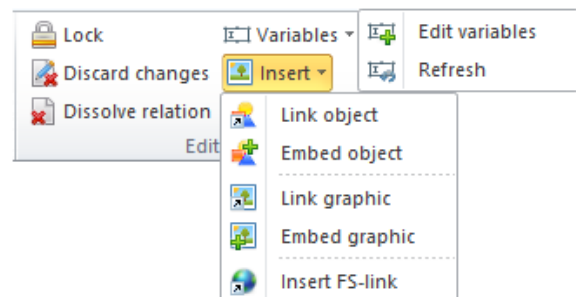 Lock
Variables
Edit variables
Discard changes
Insert
Refresh
Dissolve relation
Link object
Edit
Embed object
Link graphic
Embed graphic
Insert FS-link